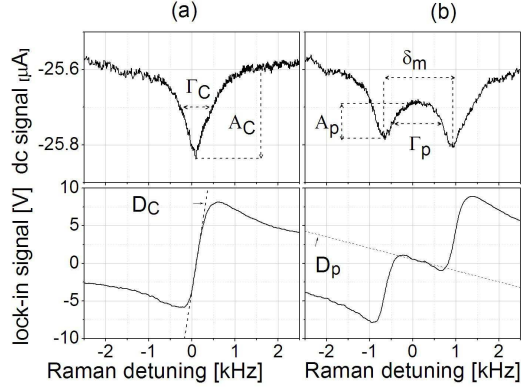 (a)
(b)
dc signal [µA]
-25.6
-25.8
Γ_C
A_C
δ_m
A_p
Γ_p
lock-in signal [V]
10
5
0
-5
-10
D_C
D_p
-2 -1 0 1 2
-2 -1 0 1 2
Raman detuning [kHz]
Raman detuning [kHz]